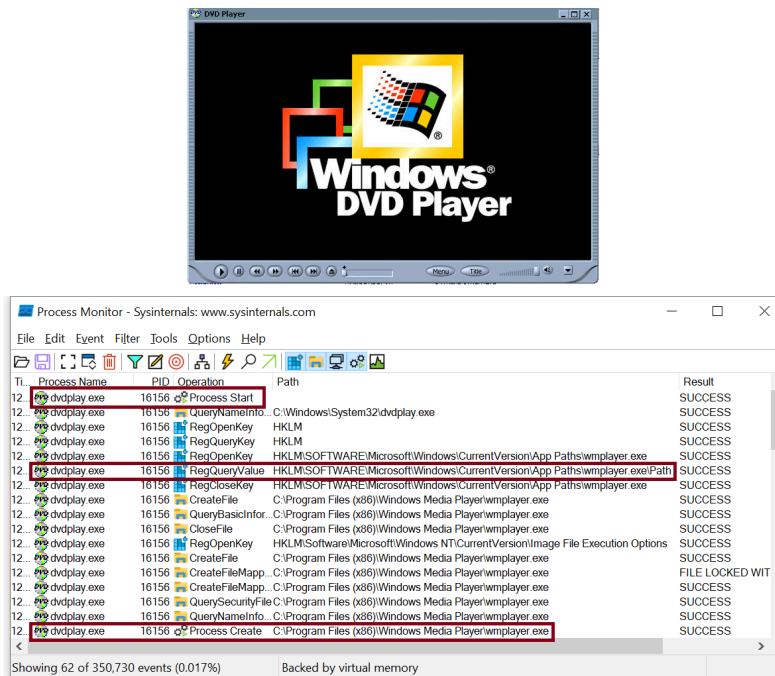 DVD Player
Windows®
DVD Player
Menu Title
Process Monitor - Sysinternals: www.sysinternals.com
File Edit Event Filter Tools Options Help
Ti... Process Name PID Operation Path Result
12... dvdplay.exe 16156 Process Start SUCCESS
12... dvdplay.exe 16156 QueryNameInfo... C:\Windows\System32\dvdplay.exe SUCCESS
12... dvdplay.exe 16156 RegOpenKey HKLM SUCCESS
12... dvdplay.exe 16156 RegQueryKey HKLM SUCCESS
12... dvdplay.exe 16156 RegOpenKey HKLM\SOFTWARE\Microsoft\Windows\CurrentVersion\App Paths\wmplayer.exe SUCCESS
12... dvdplay.exe 16156 RegQueryValue HKLM\SOFTWARE\Microsoft\Windows\CurrentVersion\App Paths\wmplayer.exe\Path SUCCESS
12... dvdplay.exe 16156 RegCloseKey HKLM\SOFTWARE\Microsoft\Windows\CurrentVersion\App Paths\wmplayer.exe SUCCESS
12... dvdplay.exe 16156 CreateFile C:\Program Files (x86)\Windows Media Player\wmplayer.exe SUCCESS
12... dvdplay.exe 16156 QueryBasicInfor... C:\Program Files (x86)\Windows Media Player\wmplayer.exe SUCCESS
12... dvdplay.exe 16156 CloseFile C:\Program Files (x86)\Windows Media Player\wmplayer.exe SUCCESS
12... dvdplay.exe 16156 RegOpenKey HKLM\Software\Microsoft\Windows NT\CurrentVersion\Image File Execution Options SUCCESS
12... dvdplay.exe 16156 CreateFile C:\Program Files (x86)\Windows Media Player\wmplayer.exe SUCCESS
12... dvdplay.exe 16156 CreateFileMapp... C:\Program Files (x86)\Windows Media Player\wmplayer.exe FILE LOCKED WIT
12... dvdplay.exe 16156 CreateFileMapp... C:\Program Files (x86)\Windows Media Player\wmplayer.exe SUCCESS
12... dvdplay.exe 16156 QuerySecurityFile C:\Program Files (x86)\Windows Media Player\wmplayer.exe SUCCESS
12... dvdplay.exe 16156 QueryNameInfo... C:\Program Files (x86)\Windows Media Player\wmplayer.exe SUCCESS
12... dvdplay.exe 16156 Process Create C:\Program Files (x86)\Windows Media Player\wmplayer.exe SUCCESS
Showing 62 of 350,730 events (0.017%) Backed by virtual memory